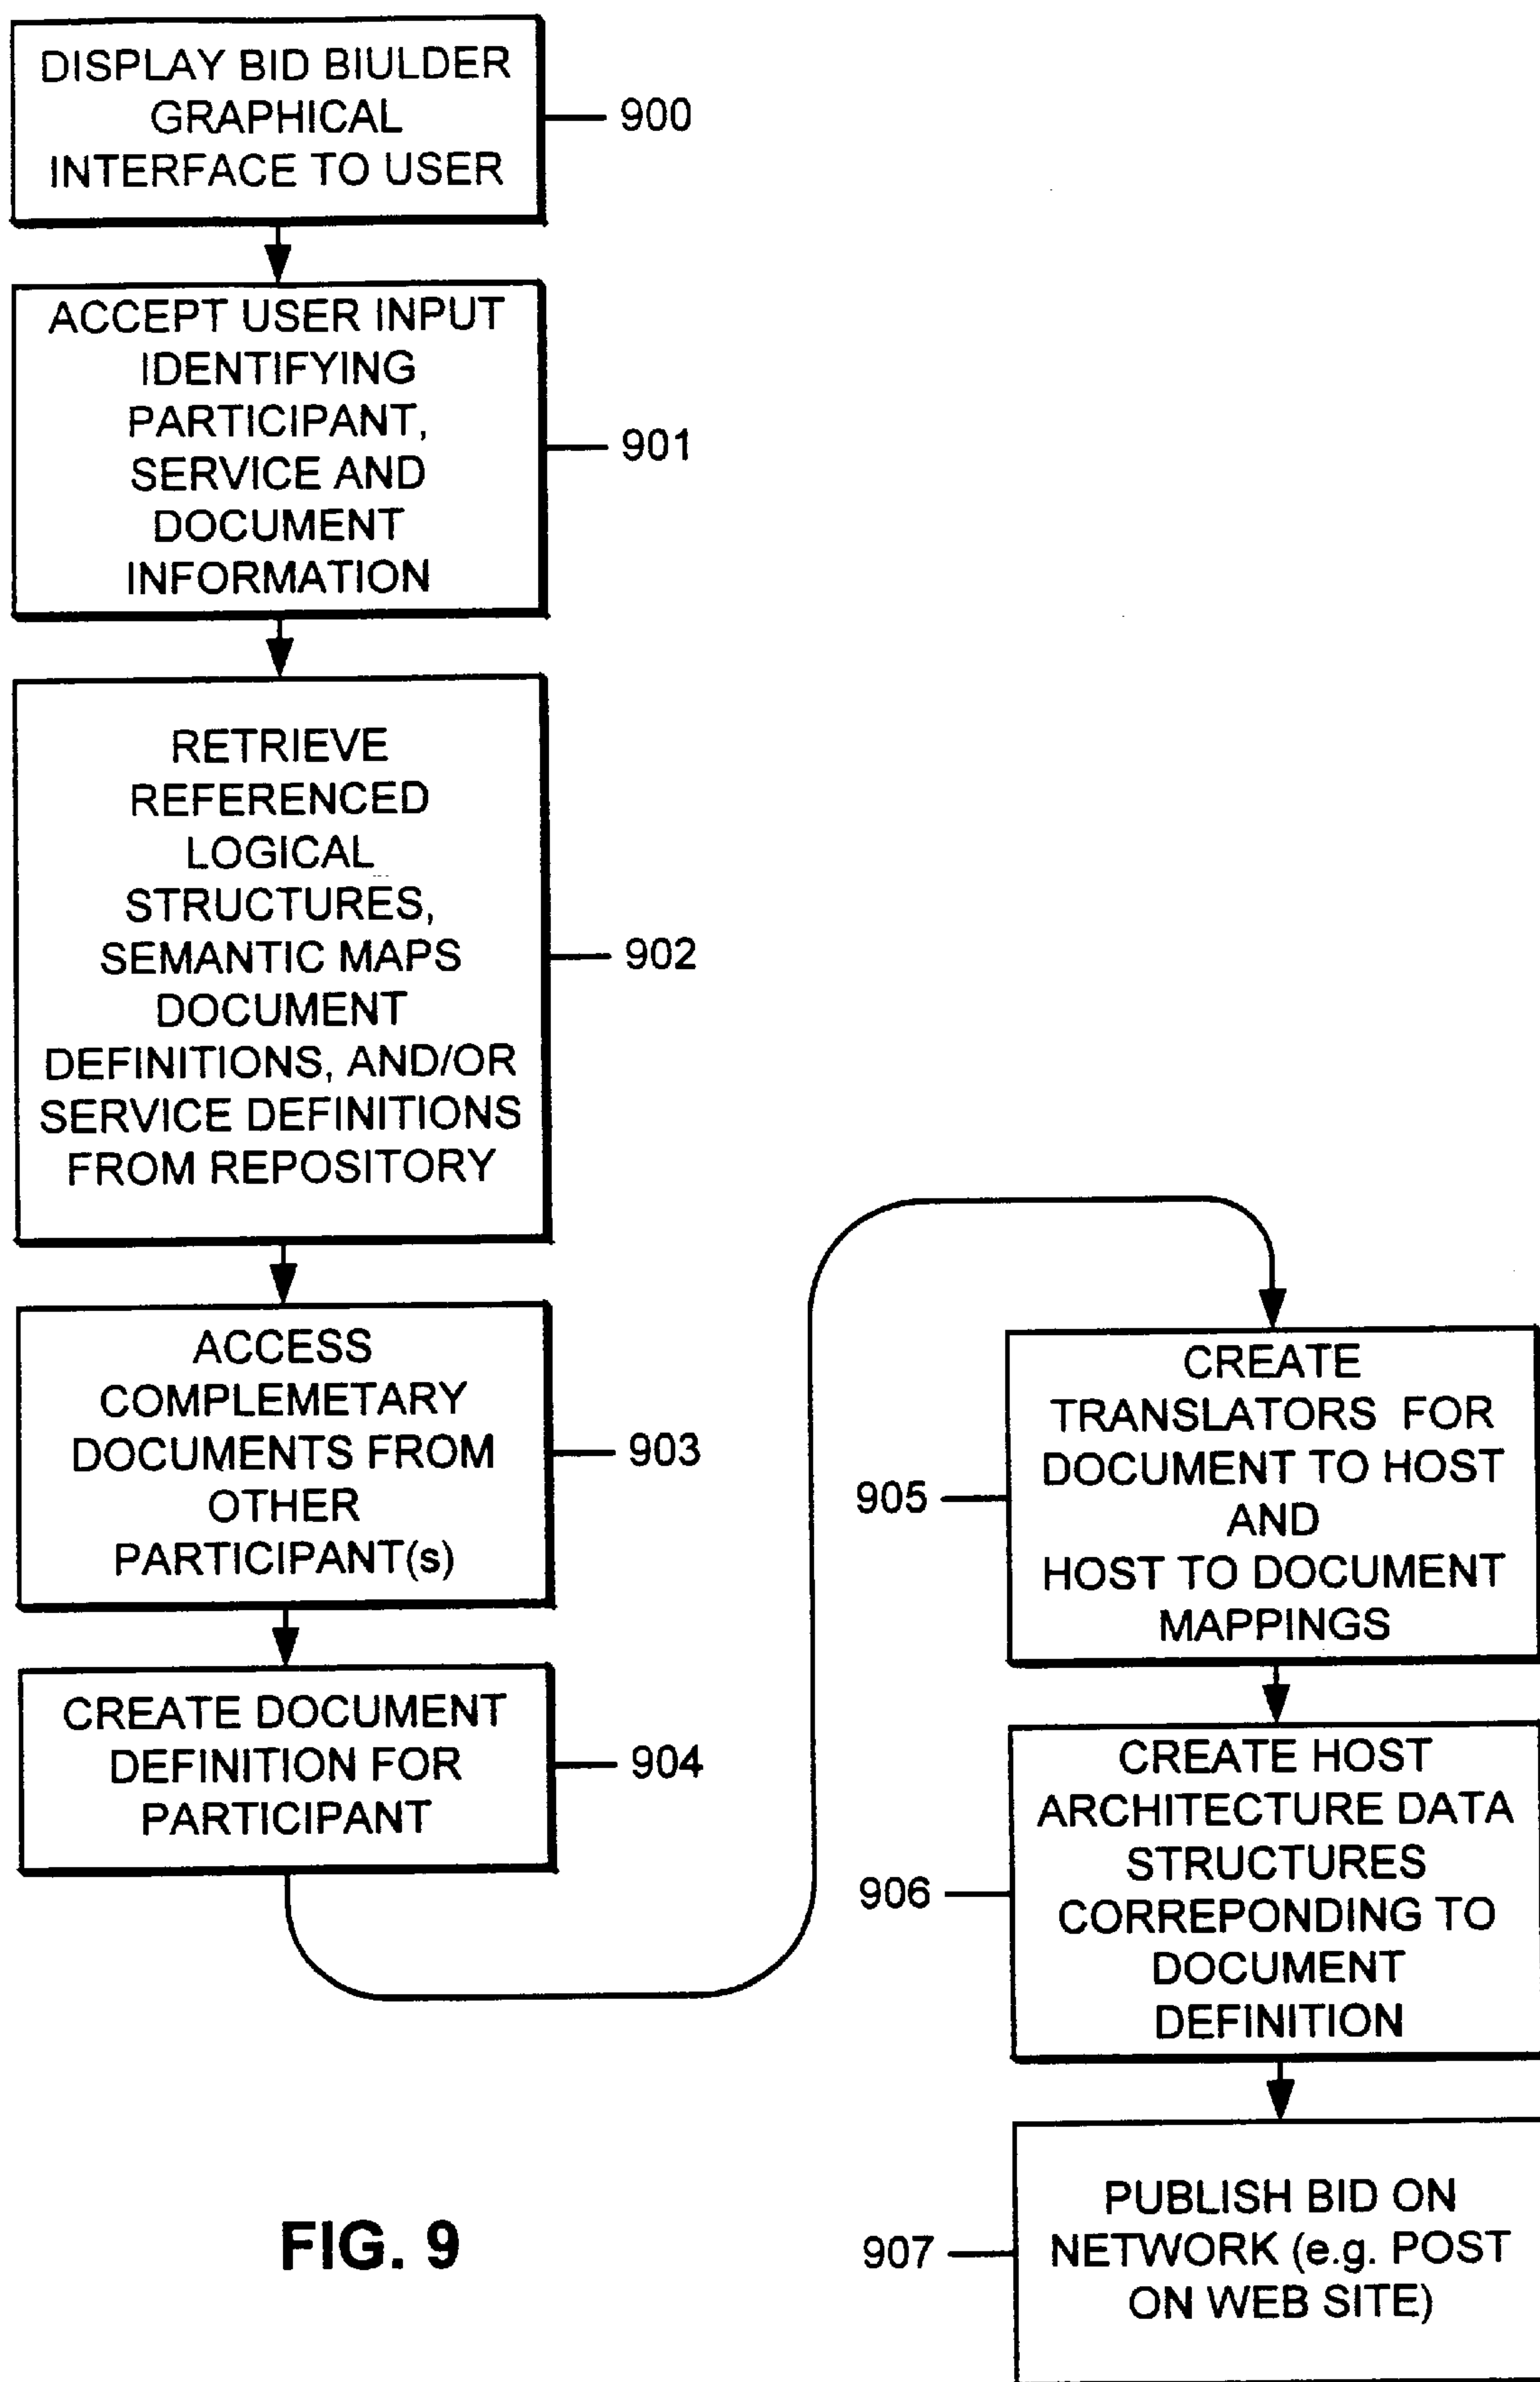 DISPLAY BID BIULDER
GRAPHICAL
INTERFACE TO USER
900
ACCEPT USER INPUT
IDENTIFYING
PARTICIPANT,
SERVICE AND
DOCUMENT
INFORMATION
901
RETRIEVE
REFERENCED
LOGICAL
STRUCTURES,
SEMANTIC MAPS
DOCUMENT
DEFINITIONS, AND/OR
SERVICE DEFINITIONS
FROM REPOSITORY
902
ACCESS
COMPLEMETARY
DOCUMENTS FROM
OTHER
PARTICIPANT(s)
903
CREATE DOCUMENT
DEFINITION FOR
PARTICIPANT
904
CREATE
TRANSLATORS FOR
DOCUMENT TO HOST
AND
HOST TO DOCUMENT
MAPPINGS
905
CREATE HOST
ARCHITECTURE DATA
STRUCTURES
CORREPONDING TO
DOCUMENT
DEFINITION
906
PUBLISH BID ON
NETWORK (e.g. POST
ON WEB SITE)
907
FIG. 9